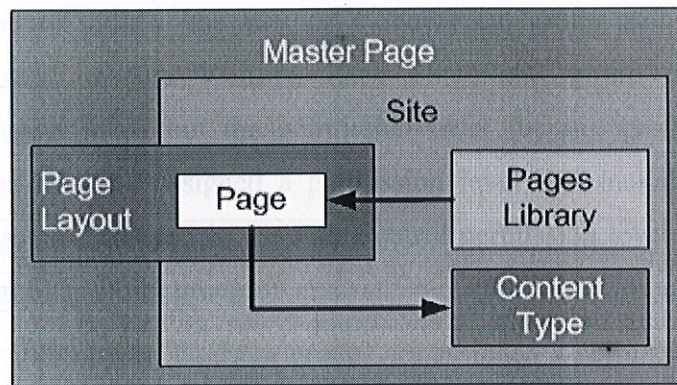 Master Page
Site
Page
Layout
Page
Pages
Library
Content
Type